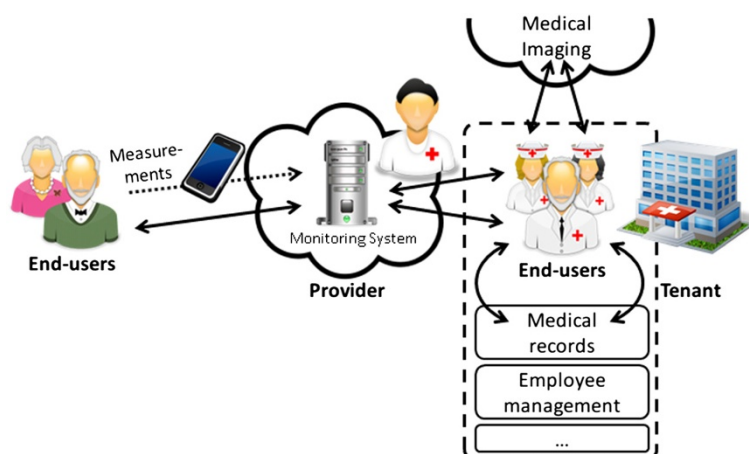 Medical
Imaging
Measure-
ments
Monitoring System
End-users
Provider
End-users
Tenant
Medical
records
Employee
management
...